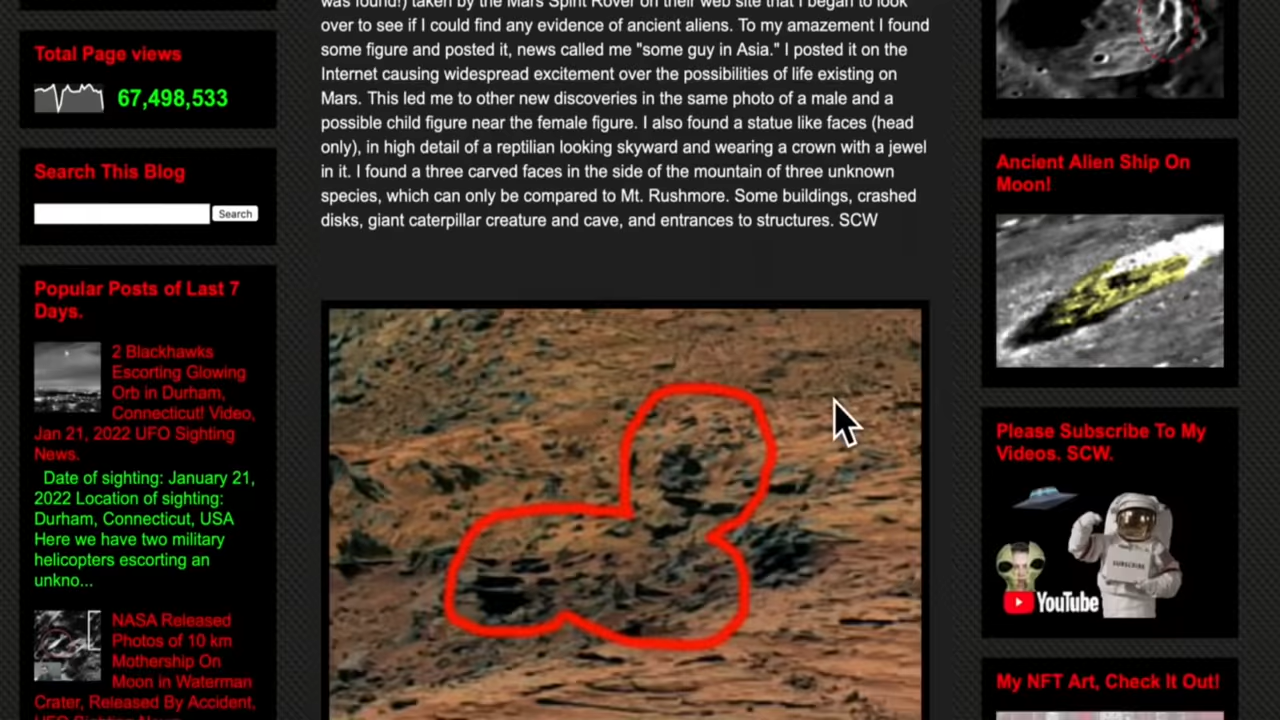 Total Page views
67,498,533
Search This Blog
Search
Popular Posts of Last 7
Days.
2 Blackhawks
Escorting Glowing
Orb in Durham,
Connecticut! Video,
Jan 21, 2022 UFO Sighting
News.
Date of sighting: January 21,
2022 Location of sighting:
Durham, Connecticut, USA
Here we have two military
helicopters escorting an
unkno...
NASA Released
Photos of 10 km
Mothership On
Moon in Waterman
Crater, Released By Accident,
UFO Sighting News
was found!) taken by the Mars Spirit Rover on their web site that I began to look
over to see if I could find any evidence of ancient aliens. To my amazement I found
some figure and posted it, news called me "some guy in Asia." I posted it on the
Internet causing widespread excitement over the possibilities of life existing on
Mars. This led me to other new discoveries in the same photo of a male and a
possible child figure near the female figure. I also found a statue like faces (head
only), in high detail of a reptilian looking skyward and wearing a crown with a jewel
in it. I found a three carved faces in the side of the mountain of three unknown
species, which can only be compared to Mt. Rushmore. Some buildings, crashed
disks, giant caterpillar creature and cave, and entrances to structures. SCW
Ancient Alien Ship On
Moon!
Please Subscribe To My
Videos. SCW.
SUBSCRIBE
YouTube
My NFT Art, Check It Out!